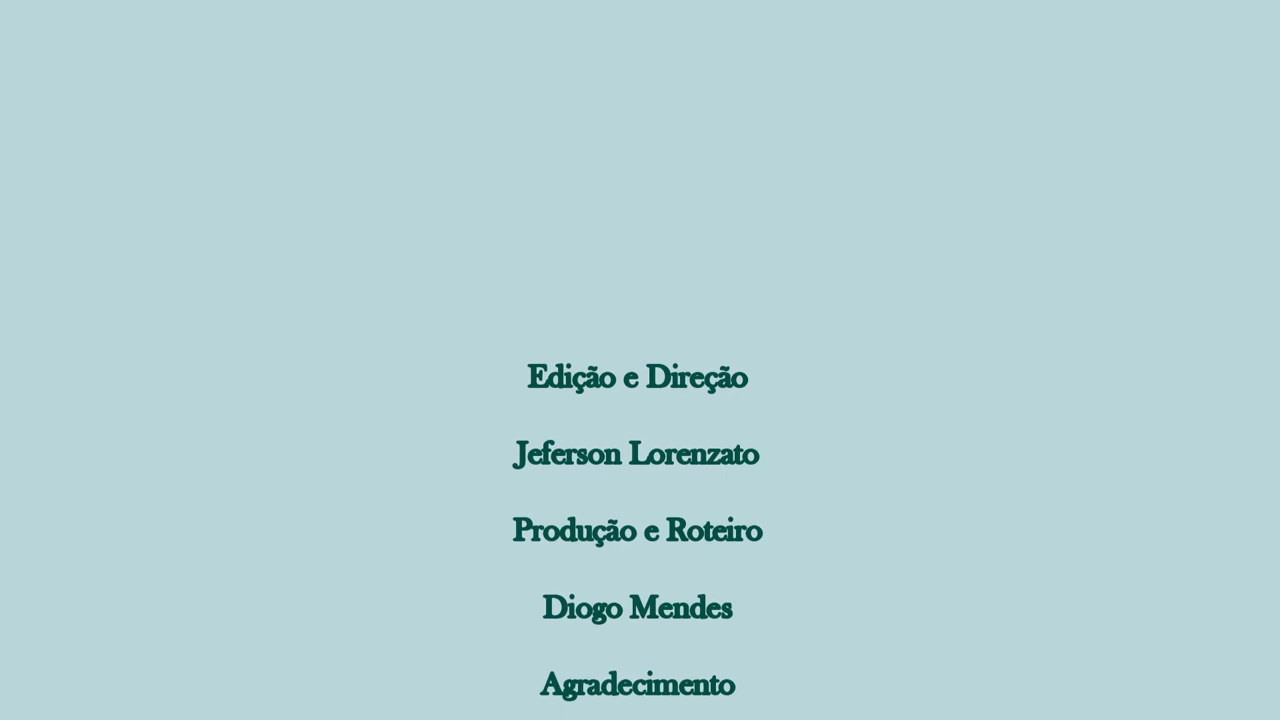 Edição e Direção
Jeferson Lorenzato
Produção e Roteiro
Diogo Mendes
Agradecimento